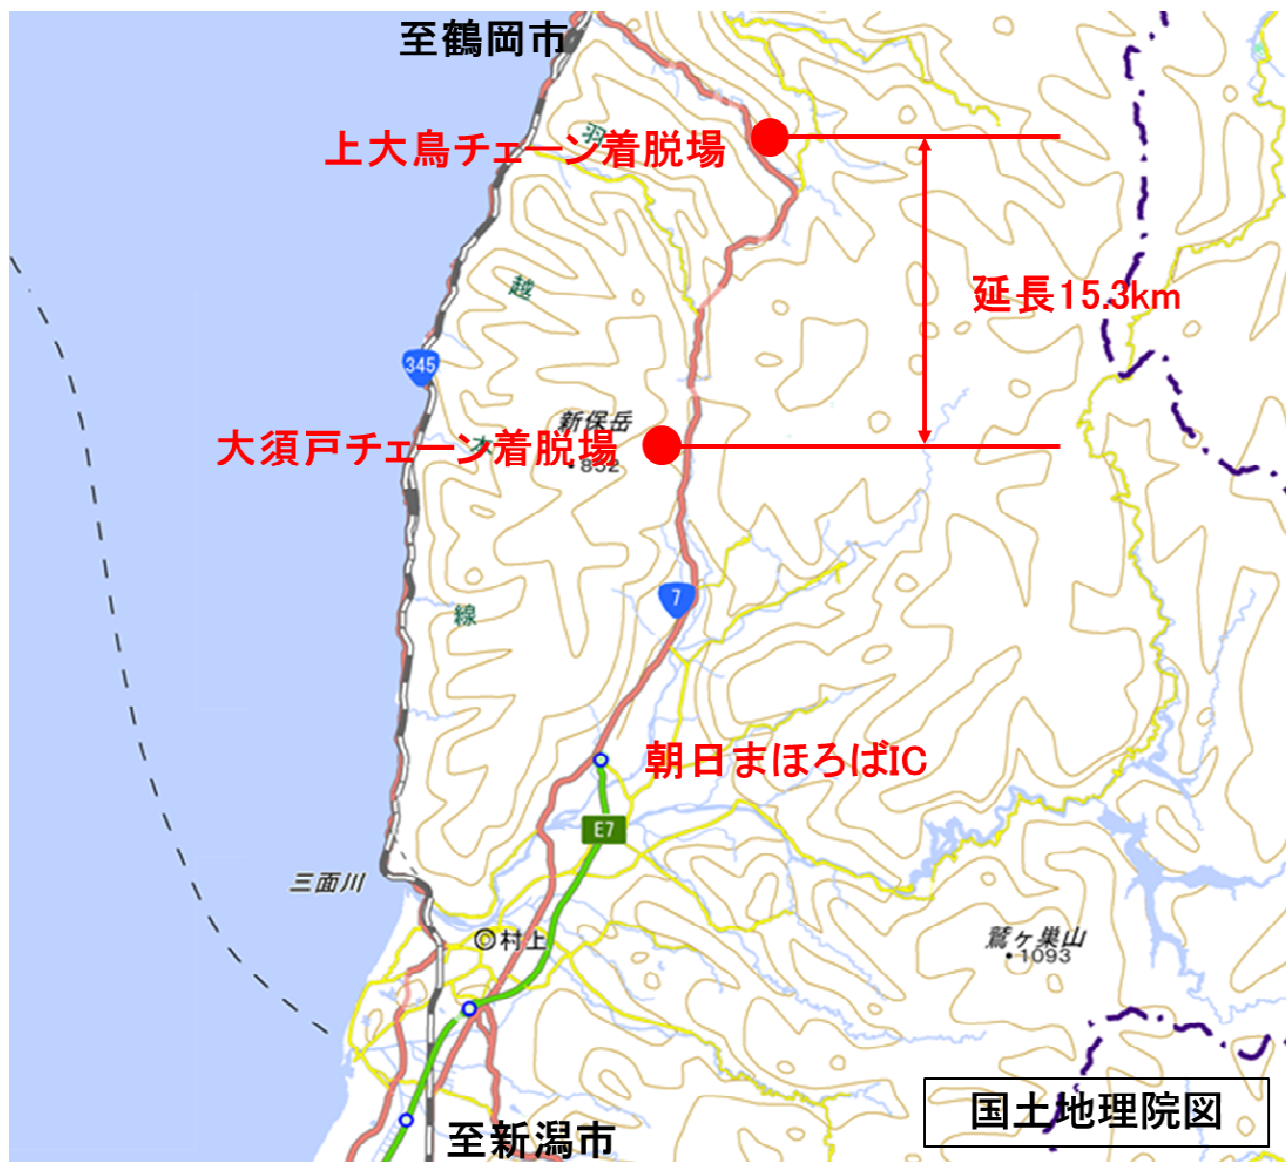 至鶴岡市
羽
上大鳥チェーン着脱場
越
延長15.3km
345
新保岳
本
大須戸チェーン着脱場
852
線
7
朝日まほろばIC
E7
三面川
村上
鷲ヶ巣山
1093
国土地理院図
至新潟市